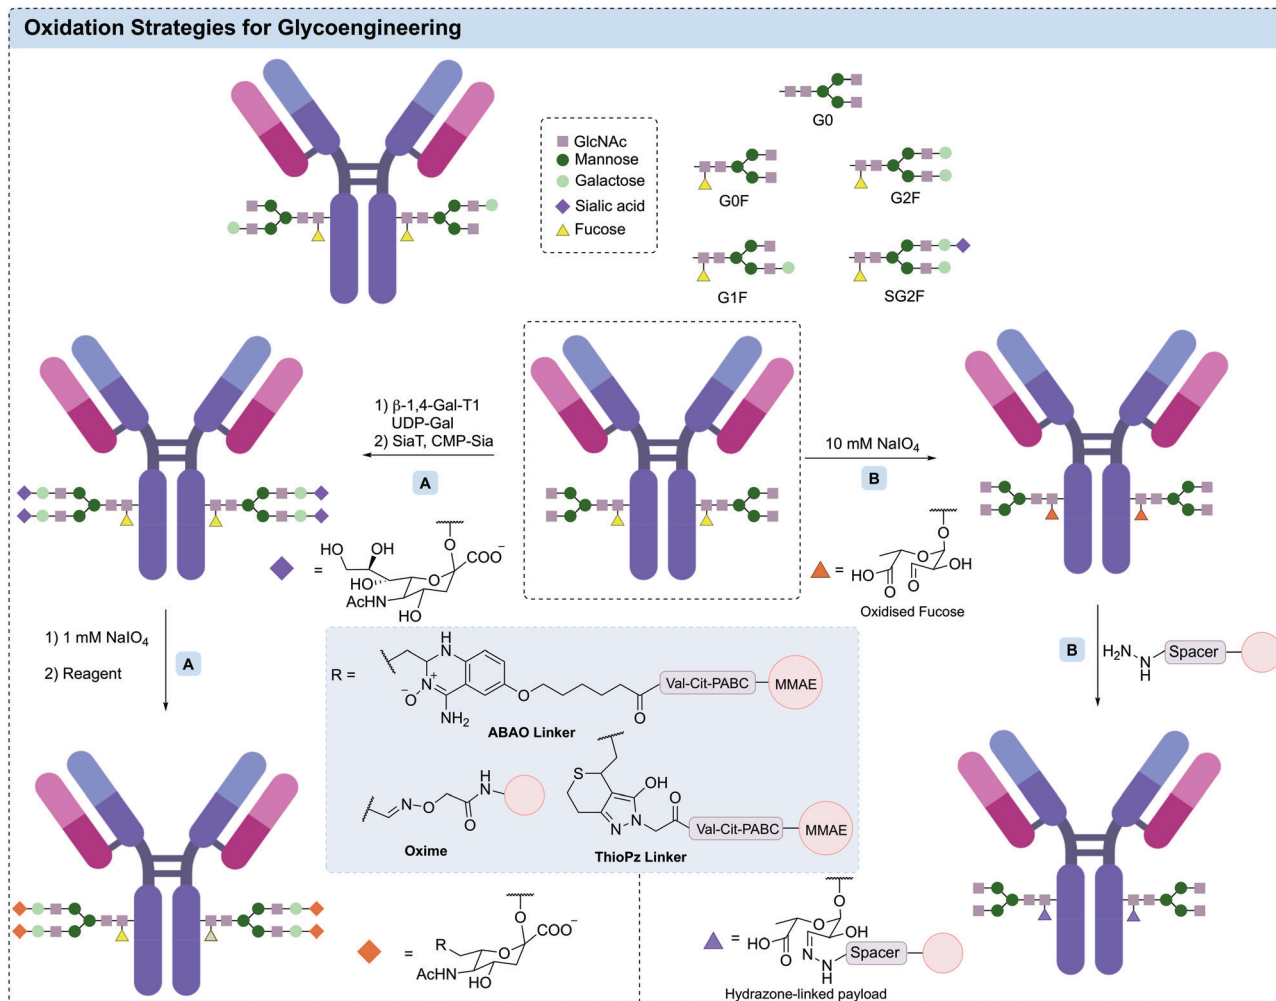 Oxidation Strategies for Glycoengineering
GlcNAc
Mannose
Galactose
Sialic acid
Fucose
G0
G0F
G2F
G1F
SG2F
1) β-1,4-Gal-T1
UDP-Gal
2) SiaT, CMP-Sia
A
10 mM NaIO₄
B
=
HO
OH
HO
O
O
COO⁻
AcHN
HO
=
O
O
HO
O
O
OH
Oxidised Fucose
1) 1 mM NaIO₄
2) Reagent
A
B
H₂N
N
H
Spacer
R =
H
N
N
+
⁻O
NH₂
O
O
Val-Cit-PABC
MMAE
ABAO Linker
N
O
O
H
N
Oxime
S
OH
N
N
O
Val-Cit-PABC
MMAE
ThioPz Linker
=
R
O
O
COO⁻
AcHN
HO
=
O
O
HO
O
OH
N
N
H
Spacer
Hydrazone-linked payload